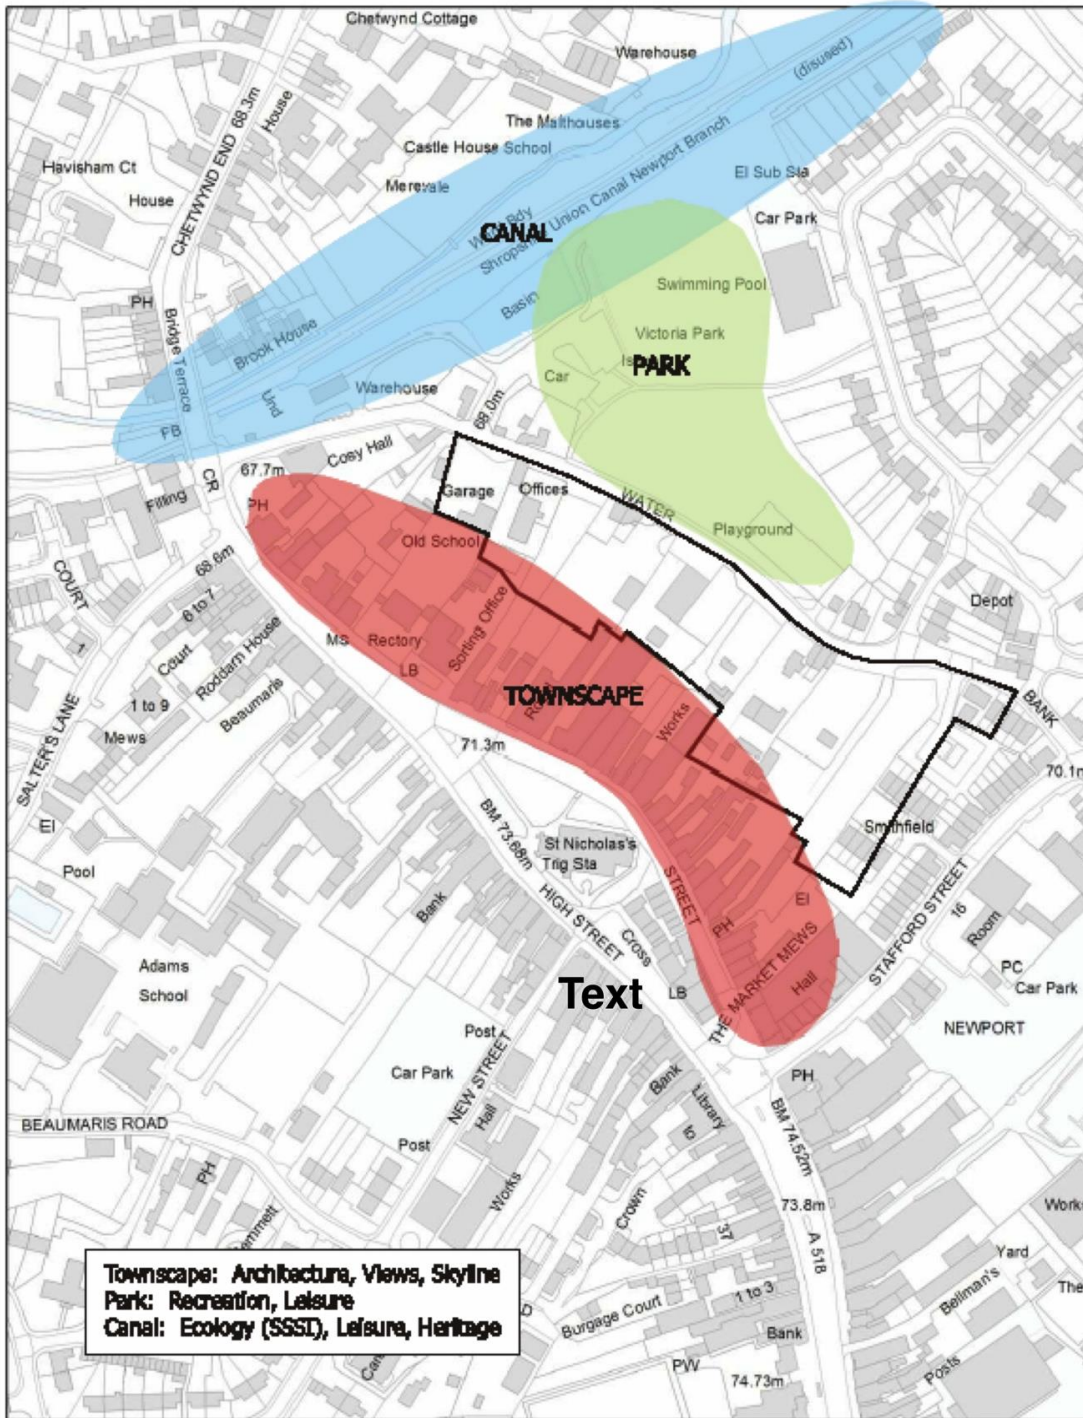 Chetwynd Cottage
Warehouse
(disused)
CHETWYND END 68.3m
House
The Malthouses
Castle House School
Havisham Ct
House
Merevale
El Sub Sta
Car Park
CANAL
Bdy
Shropshire Union Canal Newport Branch
Basin
Swimming Pool
PH
Bridge Terrace
Brook House
Victoria Park
PARK
Car
Warehouse
Und
68.0m
FB
Cosy Hall
67.7m
CR
Filling
PH
Garage
Offices
WATER
Playground
Old School
68.6m
COURT
6 to 7
Depot
1
Court
Roddam House
MS
Rectory
LB
Sorting Office
1 to 9
Mews
Beaumaris
TOWNSCAPE
Works
BANK
SALTER'S LANE
71.3m
70.1m
El
BM 73.68m
St Nicholas's
Trig Sta
Smithfield
Pool
Bank
HIGH STREET
STREET
El
STAFFORD STREET
16
Room
Cross
PH
Adams
School
Text
LB
THE MARKET MEWS
Hall
PC
Car Park
NEWPORT
Post
NEW STREET
Car Park
Hall
Bank
Library
to
PH
BM 74.52m
BEAUMARIS ROAD
Post
PH
Works
Crown
37
73.8m
A 518
Works
Yard
Bellman's
The
Townscape: Architecture, Views, Skyline
Park: Recreation, Leisure
Canal: Ecology (SSSI), Leisure, Heritage
D
Burgage Court
1 to 3
Bank
PW
74.73m
Posts